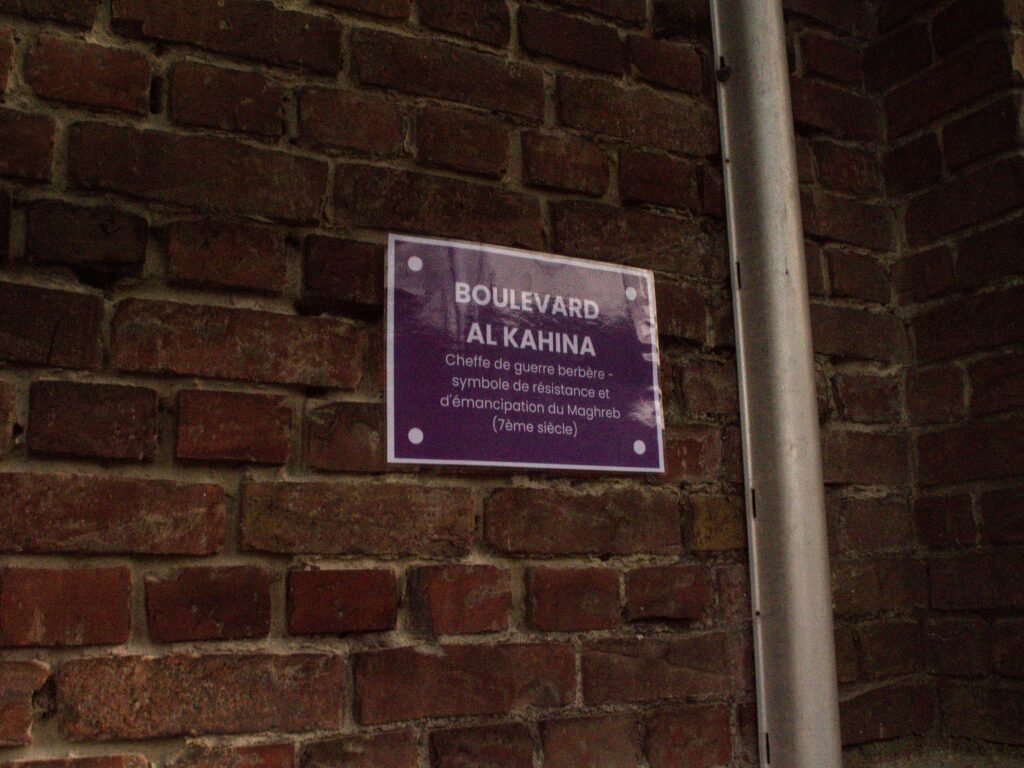 BOULEVARD
AL KAHINA
Cheffe de guerre berbère -
symbole de résistance et
d'émancipation du Maghreb
(7ème siècle)